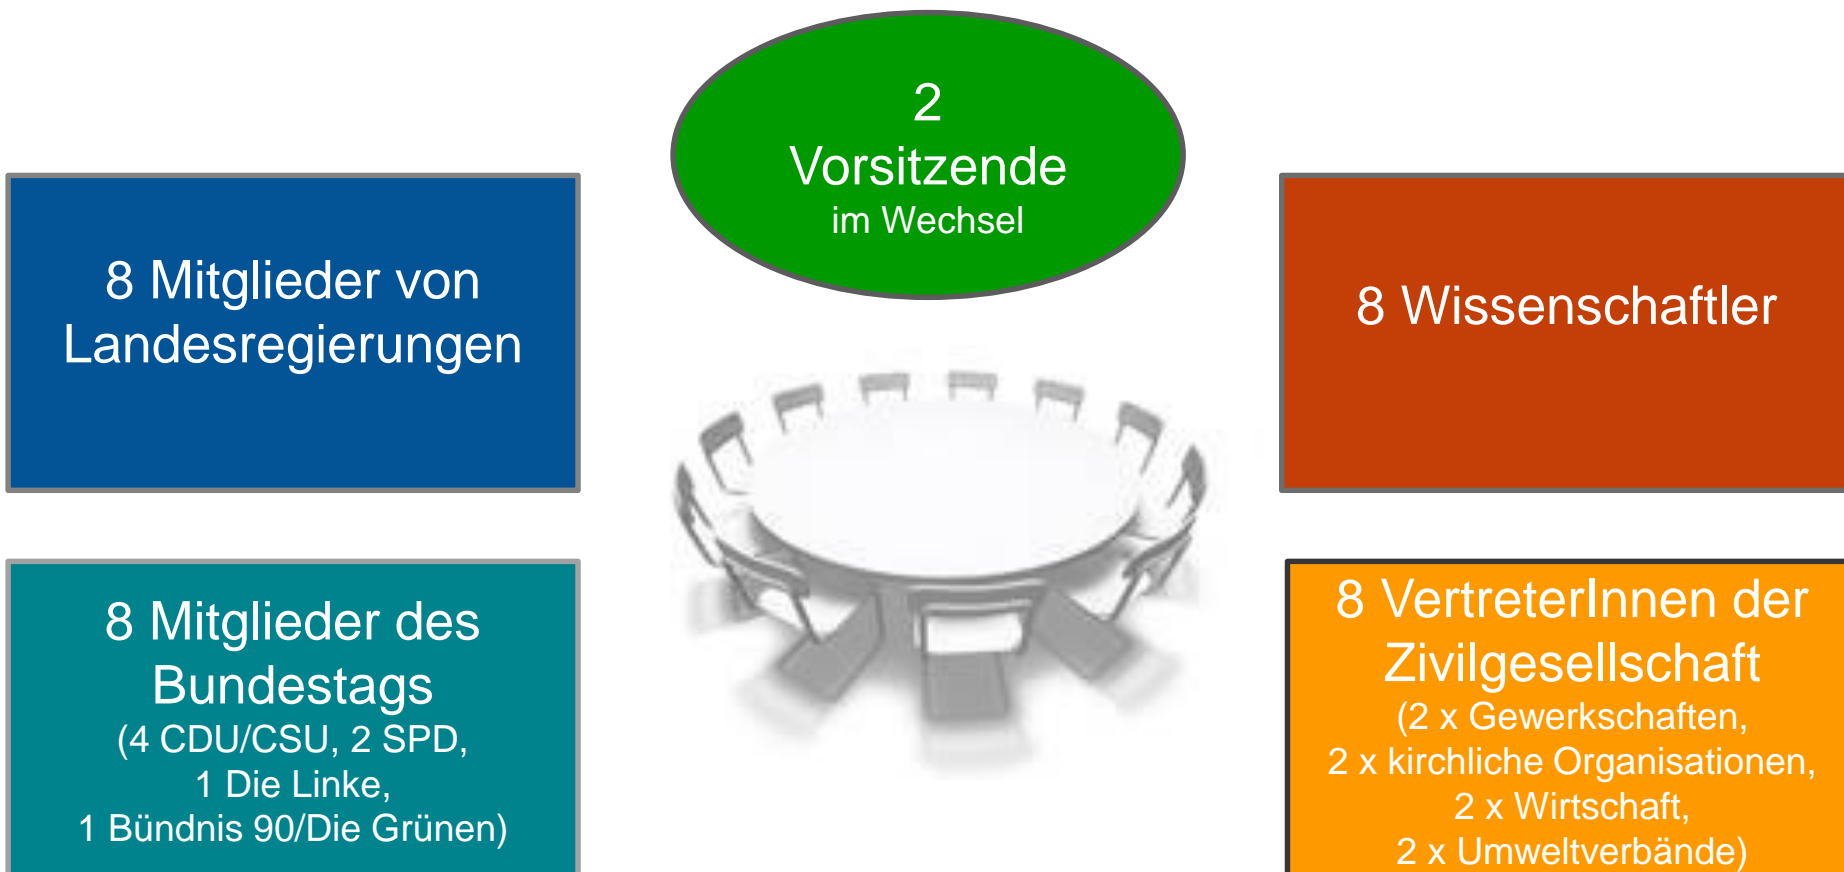 2
Vorsitzende
im Wechsel
8 Mitglieder von
Landesregierungen
8 Wissenschaftler
8 Mitglieder des
Bundestags
(4 CDU/CSU, 2 SPD,
1 Die Linke,
1 Bündnis 90/Die Grünen)
8 VertreterInnen der
Zivilgesellschaft
(2 x Gewerkschaften,
2 x kirchliche Organisationen,
2 x Wirtschaft,
2 x Umweltverbände)